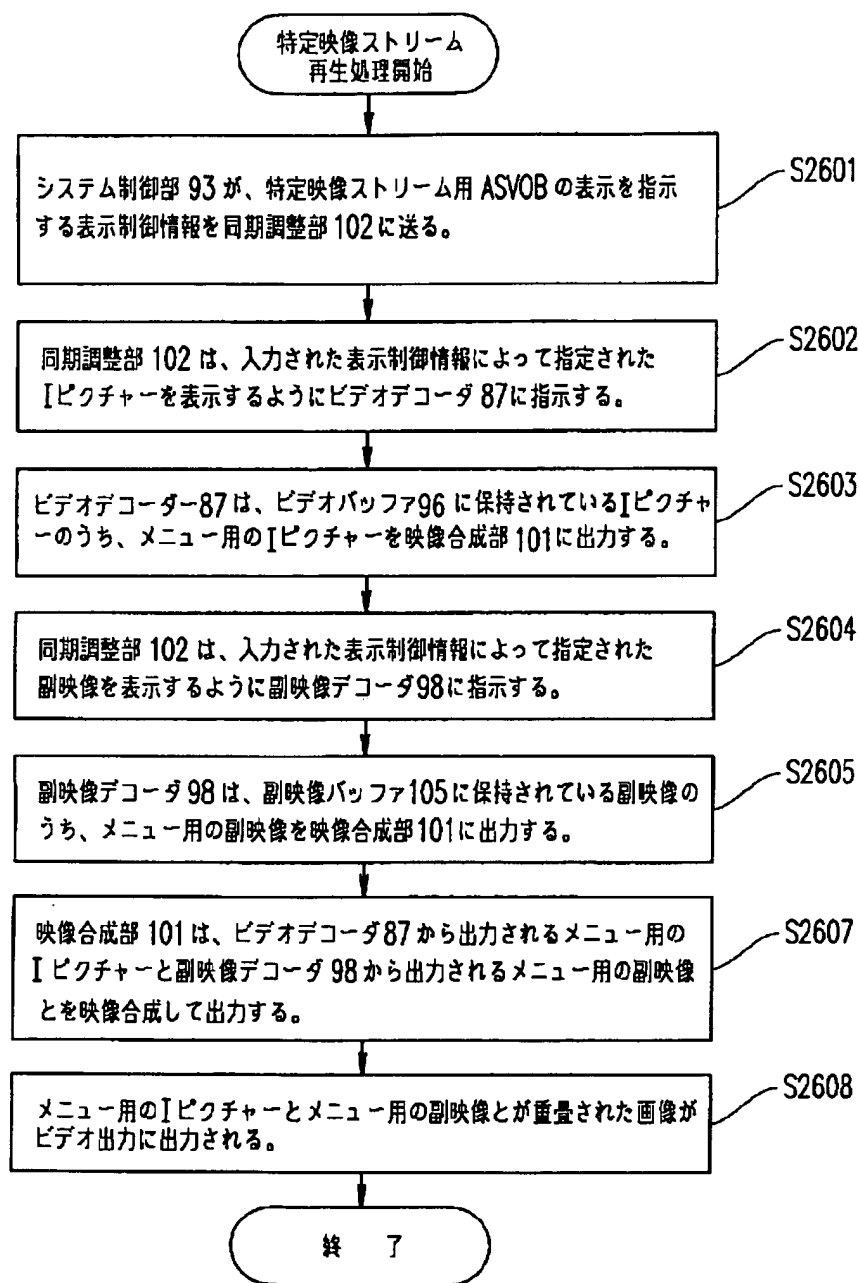 特定映像ストリーム
再生処理開始
システム制御部 93 が、特定映像ストリーム用 ASVOB の表示を指示
する表示制御情報を同期調整部 102 に送る。
S2601
同期調整部 102 は、入力された表示制御情報によって指定された
Iピクチャーを表示するようにビデオデコーダ 87 に指示する。
S2602
ビデオデコーダー87 は、ビデオバッファ96 に保持されているIピクチャ
ーのうち、メニュー用のIピクチャーを映像合成部 101 に出力する。
S2603
同期調整部 102 は、入力された表示制御情報によって指定された
副映像を表示するように副映像デコーダ98 に指示する。
S2604
副映像デコーダ 98 は、副映像バッファ105 に保持されている副映像の
うち、メニュー用の副映像を映像合成部 101 に出力する。
S2605
映像合成部 101 は、ビデオデコーダ87 から出力されるメニュー用の
I ピクチャーと副映像デコーダ 98 から出力されるメニュー用の副映像
とを映像合成して出力する。
S2607
メニュー用のIピクチャーとメニュー用の副映像とが重畳された画像が
ビデオ出力に出力される。
S2608
終 了